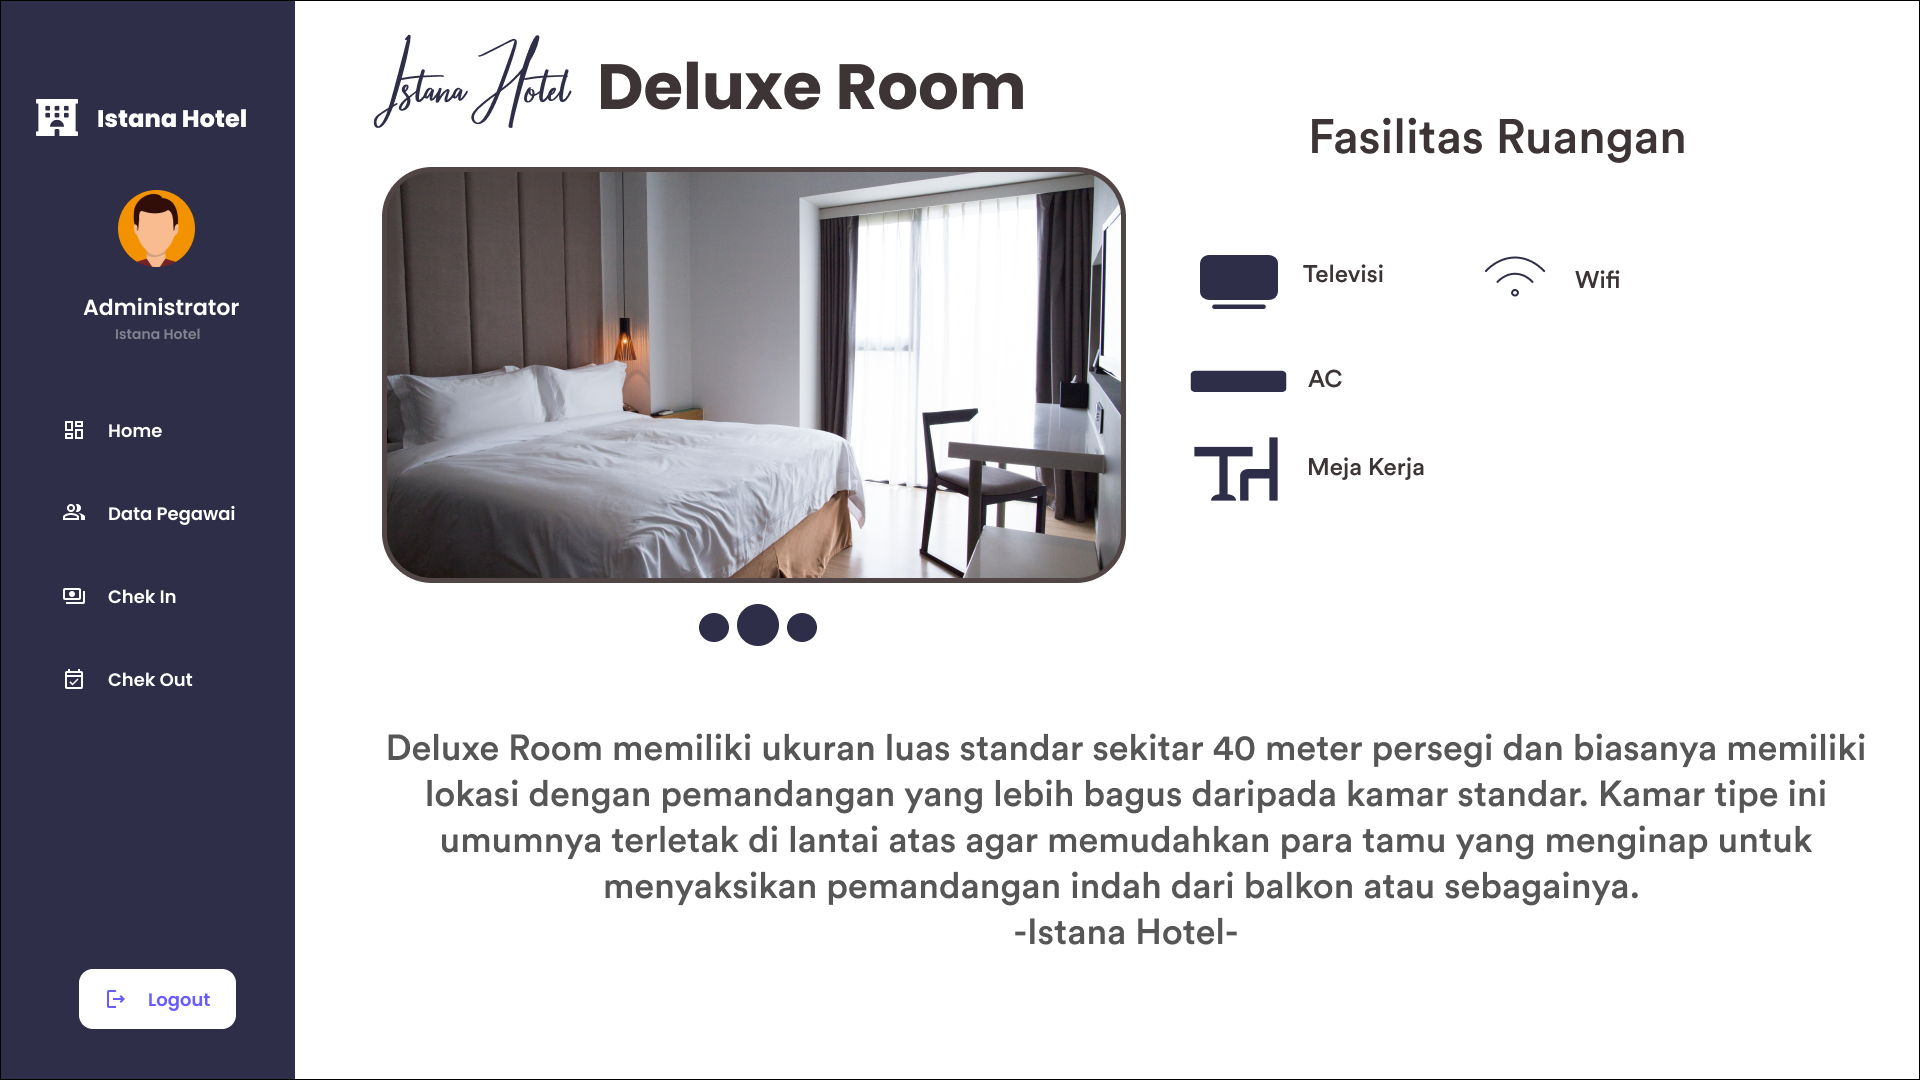 Istana Hotel
Administrator
Istana Hotel
Home
Data Pegawai
Chek In
Chek Out
Logout
Istana Hotel
Deluxe Room
Fasilitas Ruangan
Televisi
Wifi
AC
Meja Kerja
Deluxe Room memiliki ukuran luas standar sekitar 40 meter persegi dan biasanya memiliki
lokasi dengan pemandangan yang lebih bagus daripada kamar standar. Kamar tipe ini
umumnya terletak di lantai atas agar memudahkan para tamu yang menginap untuk
menyaksikan pemandangan indah dari balkon atau sebagainya.
-Istana Hotel-